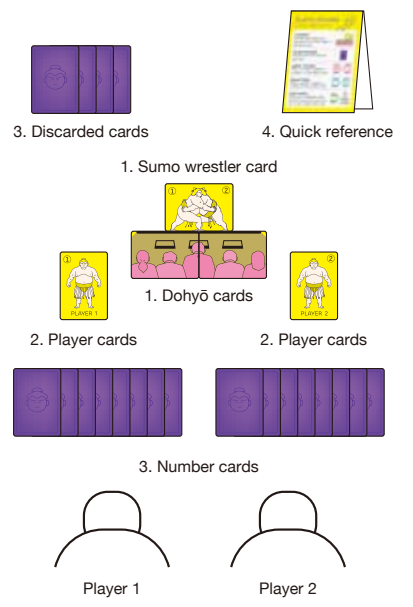 3. Discarded cards
4. Quick reference
1. Sumo wrestler card
① ②
1. Dohyō cards
①
PLAYER 1
②
PLAYER 2
2. Player cards
2. Player cards
3. Number cards
Player 1
Player 2